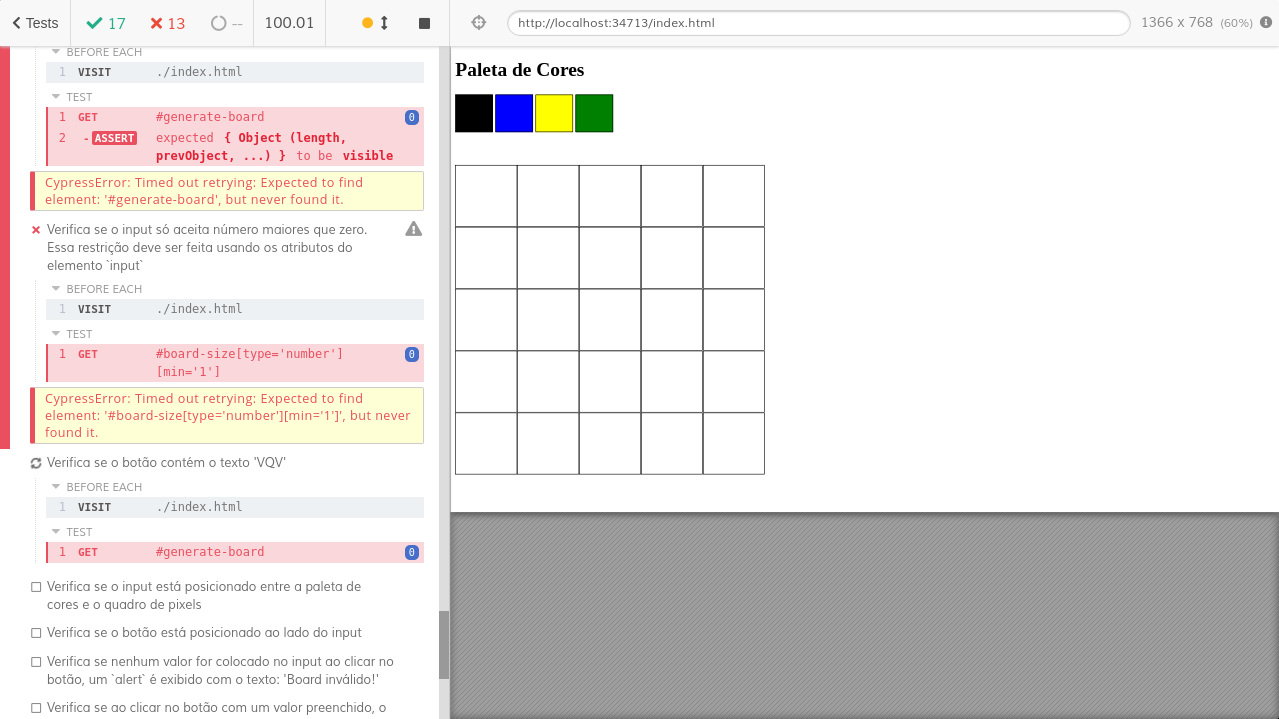 Tests 17 13 -- 100.01 http://localhost:34713/index.html 1366 x 768 (60%)
BEFORE EACH
1 VISIT ./index.html
TEST
1 GET #generate-board 0
2 -ASSERT expected { Object (length,
prevObject, ...) } to be visible
CypressError: Timed out retrying: Expected to find
element: '#generate-board', but never found it.
Verifica se o input só aceita número maiores que zero.
Essa restrição deve ser feita usando os atributos do
elemento `input`
BEFORE EACH
1 VISIT ./index.html
TEST
1 GET #board-size[type='number'] 0
[min='1']
CypressError: Timed out retrying: Expected to find
element: '#board-size[type='number'][min='1']', but never
found it.
Verifica se o botão contém o texto 'VQV'
BEFORE EACH
1 VISIT ./index.html
TEST
1 GET #generate-board 0
Verifica se o input está posicionado entre a paleta de
cores e o quadro de pixels
Verifica se o botão está posicionado ao lado do input
Verifica se nenhum valor for colocado no input ao clicar no
botão, um `alert` é exibido com o texto: 'Board inválido!'
Verifica se ao clicar no botão com um valor preenchido, o
Paleta de Cores